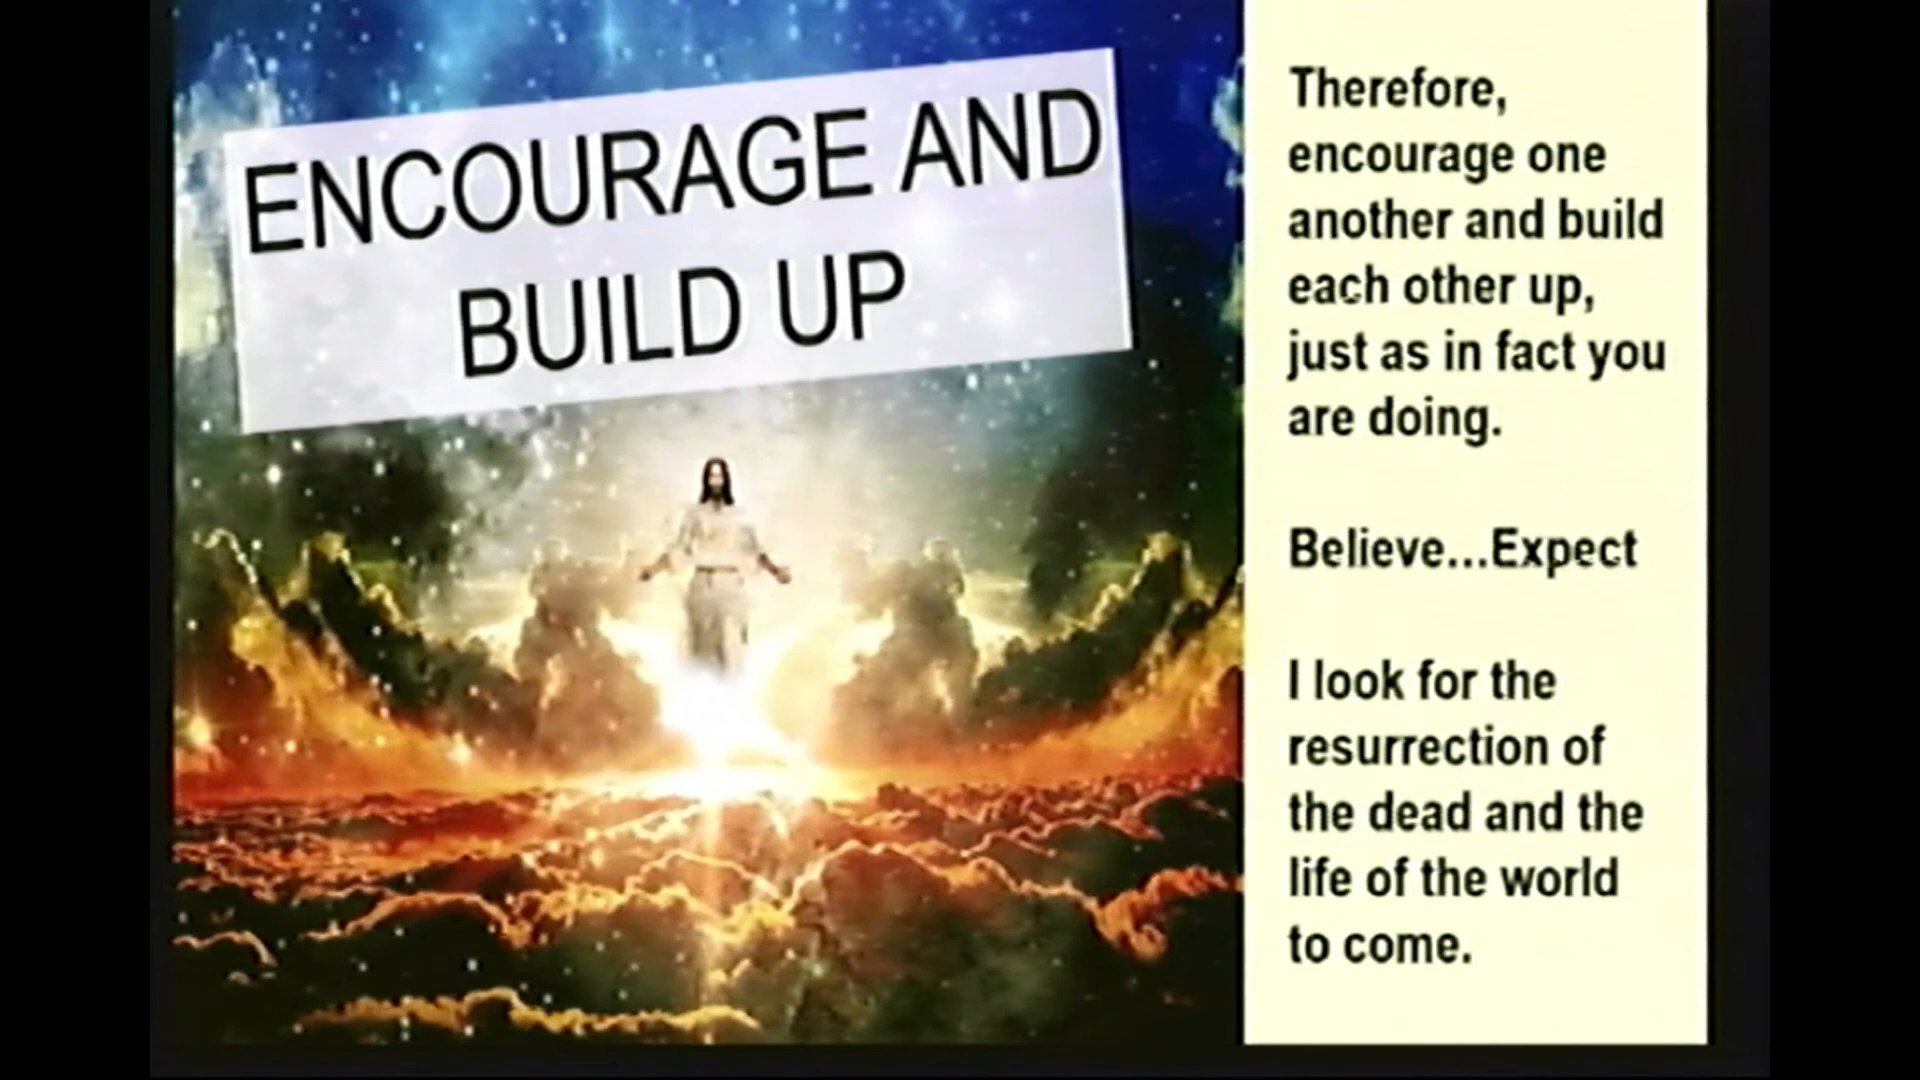 ENCOURAGE AND
BUILD UP
Therefore,
encourage one
another and build
each other up,
just as in fact you
are doing.
Believe...Expect
I look for the
resurrection of
the dead and the
life of the world
to come.